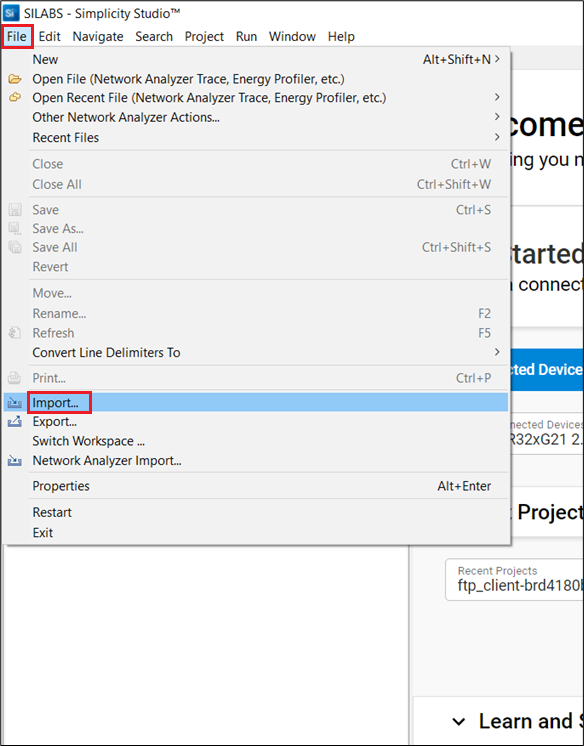 Si SILABS - Simplicity Studio™
File Edit Navigate Search Project Run Window Help
New Alt+Shift+N
Open File (Network Analyzer Trace, Energy Profiler, etc.)
Open Recent File (Network Analyzer Trace, Energy Profiler, etc.)
Other Network Analyzer Actions...
Recent Files
Close Ctrl+W
Close All Ctrl+Shift+W
Save Ctrl+S
Save As...
Save All Ctrl+Shift+S
Revert
Move...
Rename... F2
Refresh F5
Convert Line Delimiters To
Print... Ctrl+P
Import...
Export...
Switch Workspace ...
Network Analyzer Import...
Properties Alt+Enter
Restart
Exit
come
ing you n
tarted
connect
cted Device
nnected Devices
R32xG21 2.
t Project
Recent Projects
ftp_client-brd4180b
Learn and S